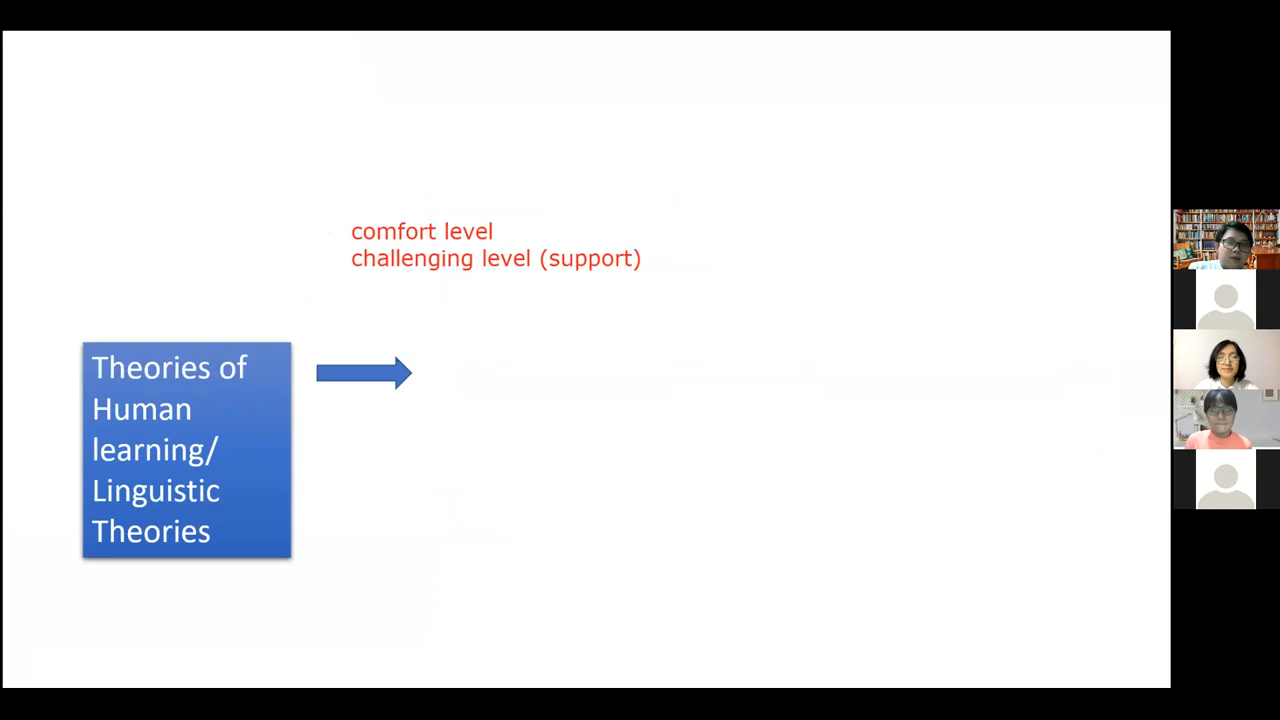 comfort level
challenging level (support)
Theories of
Human
learning/
Linguistic
Theories